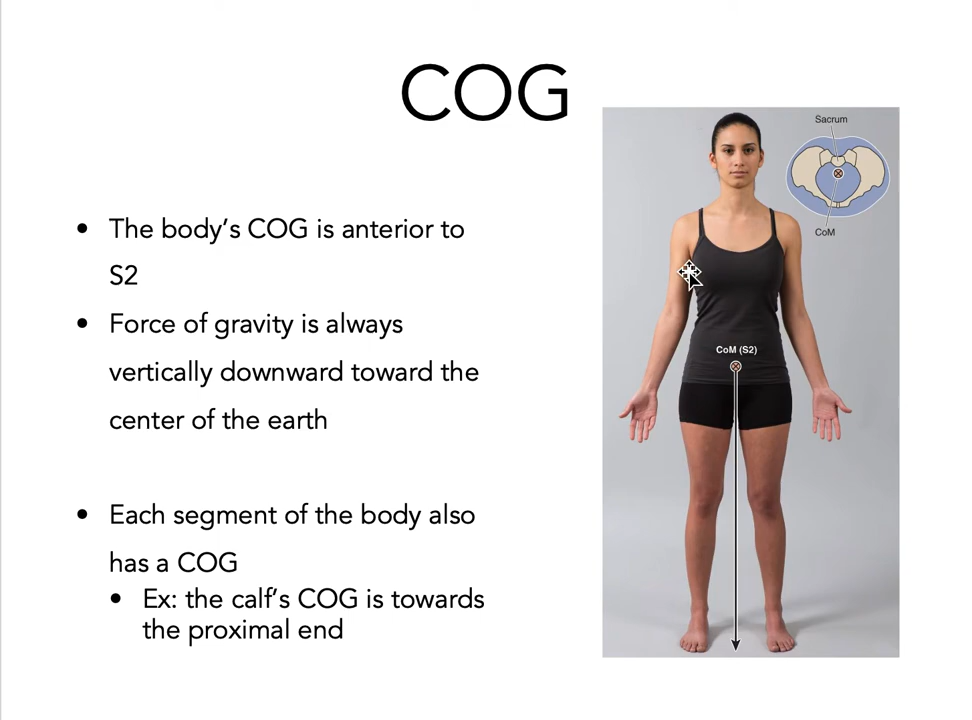 COG
• The body's COG is anterior to
S2
• Force of gravity is always
vertically downward toward the
center of the earth
• Each segment of the body also
has a COG
• Ex: the calf's COG is towards
the proximal end
Sacrum
CoM
CoM (S2)